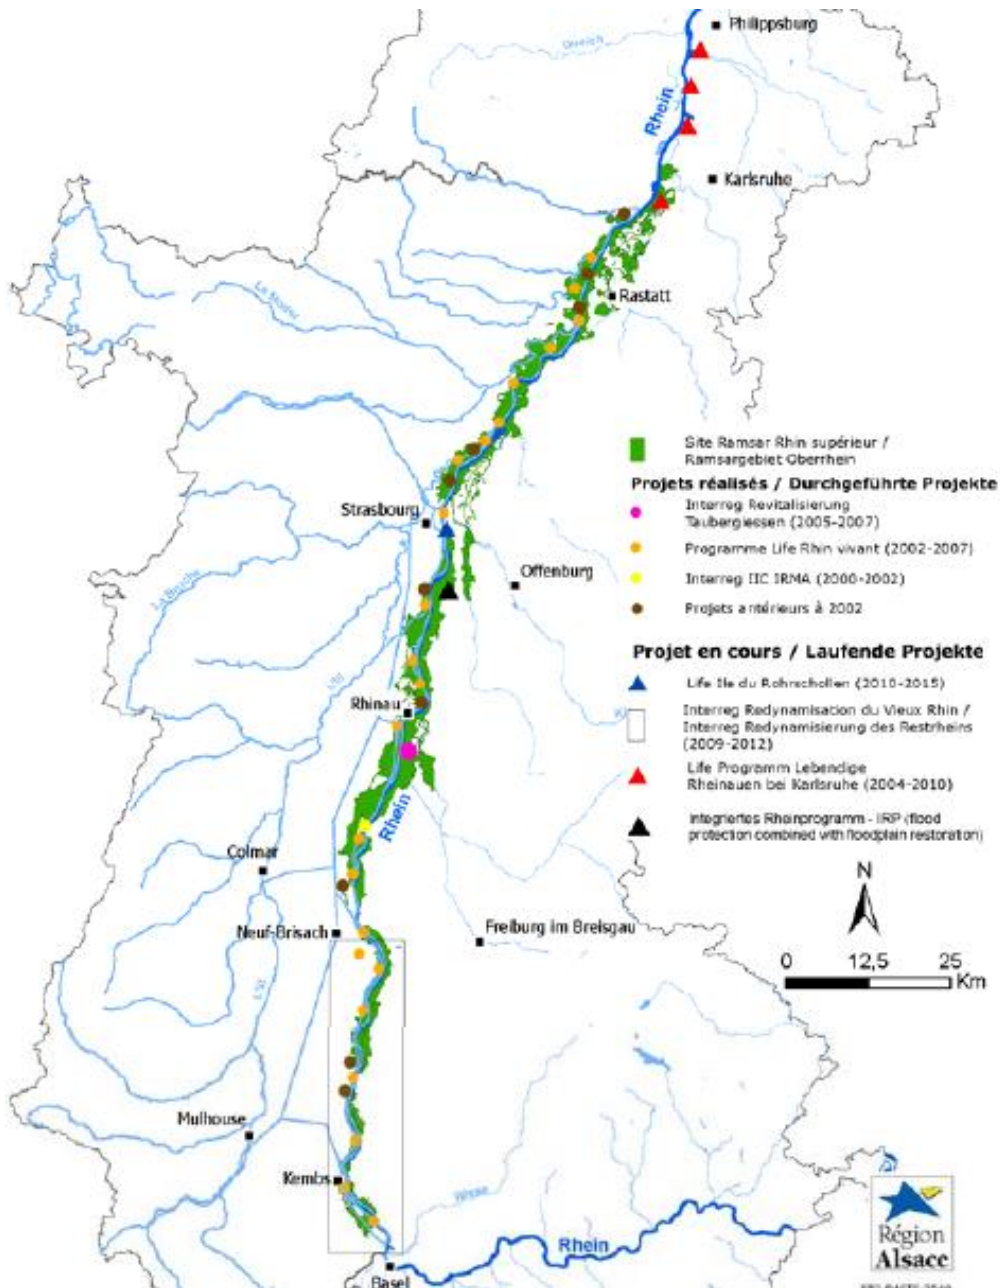 Philippsburg
Rhein
Karlsruhe
Rastatt
Site Ramsar Rhin supérieur /
Ramsargebiet Oberrhein
Projets réalisés / Durchgeführte Projekte
Interreg Revitalisierung
Taubergiessen (2005-2007)
Programme Life Rhin vivant (2002-2007)
Interreg IIC IRMA (2000-2002)
Projets antérieurs à 2002
Projet en cours / Laufende Projekte
Life Ile du Rohrschollen (2010-2015)
Interreg Redynamisation du Vieux Rhin /
Interreg Redynamisierung des Restrheins
(2009-2012)
Life Programm Lebendige
Rheinauen bei Karlsruhe (2004-2010)
Integriertes Rheinprogramm - IRP (flood
protection combined with floodplain restoration)
Strasbourg
Offenburg
Rhinau
Rhein
Colmar
Neuf-Brisach
Freiburg im Breisgau
N
0 12,5 25
Km
Mulhouse
Kembs
Wiese
Rhein
Basel
Région
Alsace